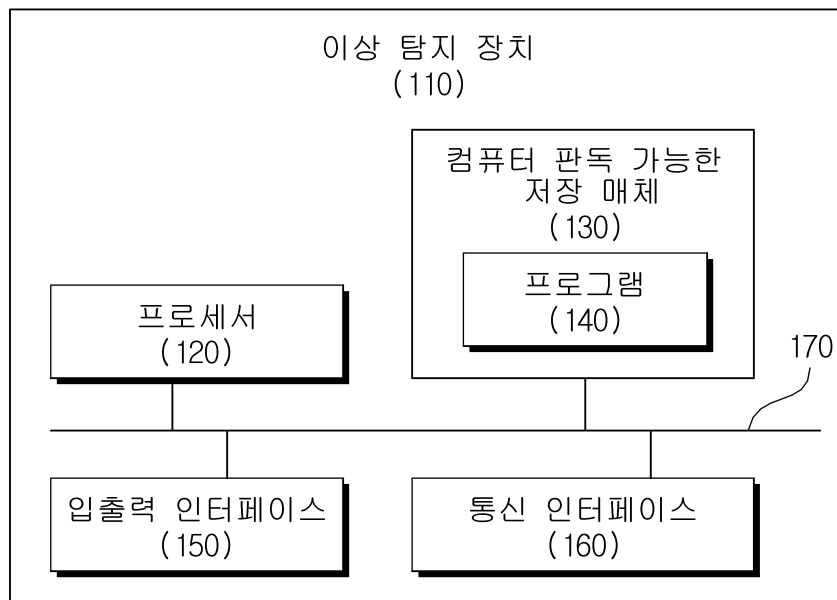 이상 탐지 장치
(110)
컴퓨터 판독 가능한
저장 매체
(130)
프로그램
(140)
프로세서
(120)
170
입출력 인터페이스
(150)
통신 인터페이스
(160)